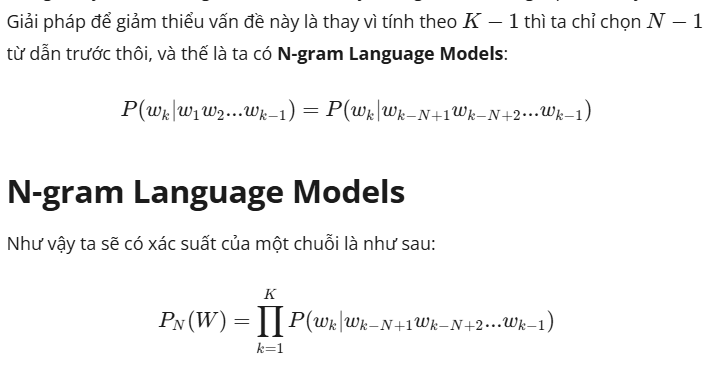 Giải pháp để giảm thiểu vấn đề này là thay vì tính theo K − 1 thì ta chỉ chọn N − 1
từ dẫn trước thôi, và thế là ta có N-gram Language Models:
P(w_k|w_1w_2...w_{k−1}) = P(w_k|w_{k−N+1}w_{k−N+2}...w_{k−1})
N-gram Language Models
Như vậy ta sẽ có xác suất của một chuỗi là như sau:
P_N(W) = ∏_{k=1}^{K} P(w_k|w_{k−N+1}w_{k−N+2}...w_{k−1})